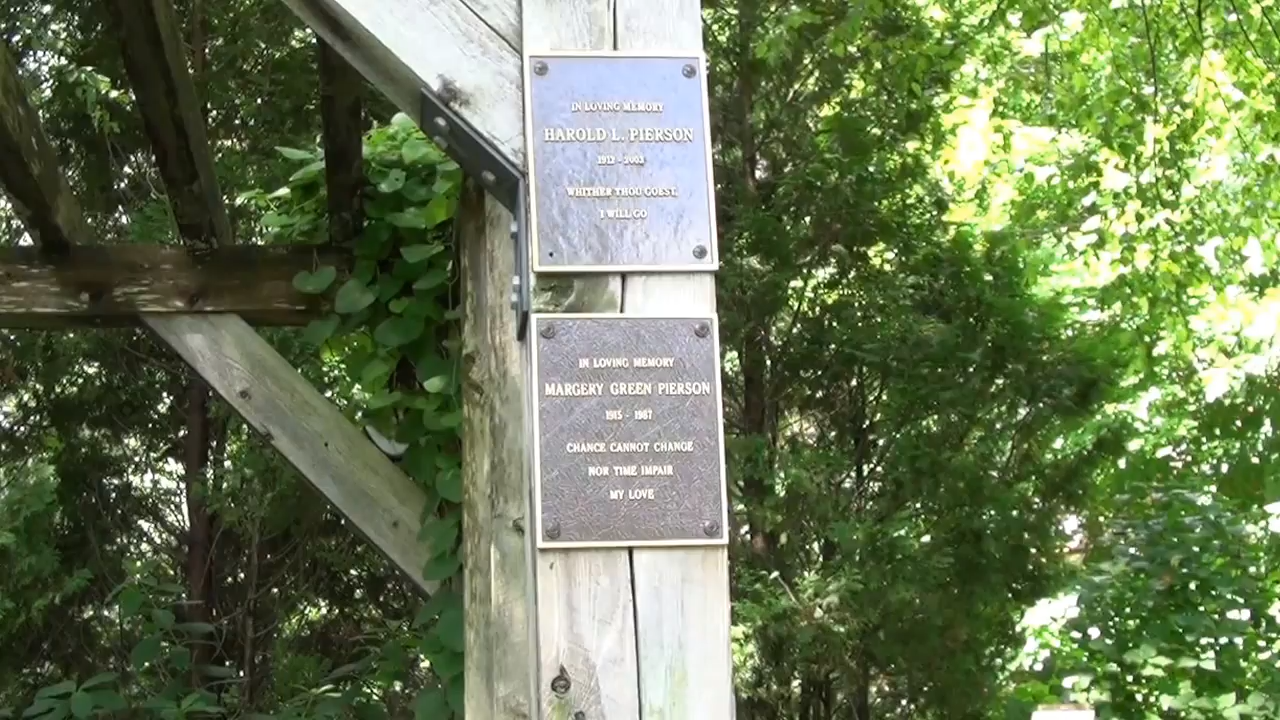 IN LOVING MEMORY
HAROLD L. PIERSON
1912 - 2003
WHITHER THOU GOEST,
I WILL GO
IN LOVING MEMORY
MARGERY GREEN PIERSON
1915 - 1987
CHANCE CANNOT CHANGE
NOR TIME IMPAIR
MY LOVE